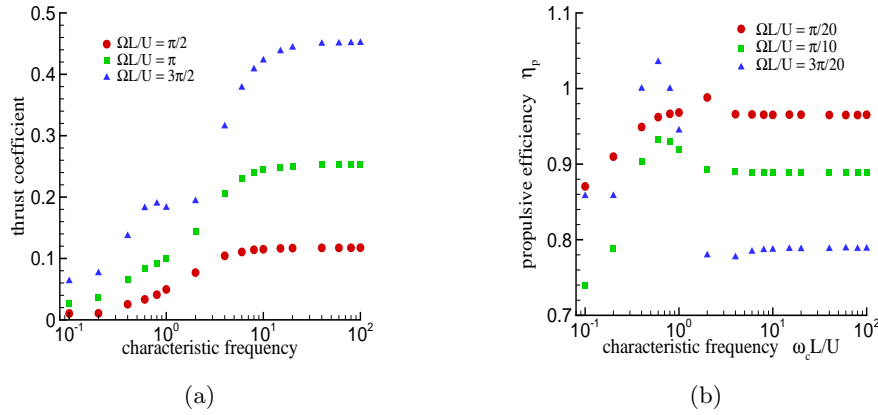 thrust coefficient
0.5
0.4
0.3
0.2
0.1
0
ΩL/U = π/2
ΩL/U = π
ΩL/U = 3π/2
10⁻¹ 10⁰ 10¹ 10²
characteristic frequency
(a)
propulsive efficiency ηₚ
1.1
1
0.9
0.8
0.7
ΩL/U = π/20
ΩL/U = π/10
ΩL/U = 3π/20
10⁻¹ 10⁰ 10¹ 10²
characteristic frequency ω_cL/U
(b)